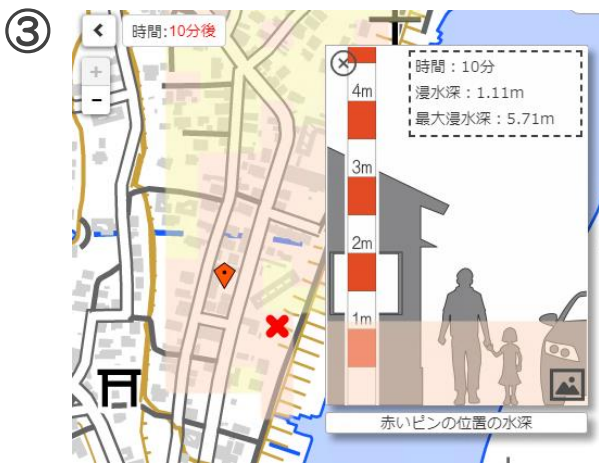 ③
時間:10分後
+
-
時間：10分
浸水深：1.11m
最大浸水深：5.71m
4m
3m
2m
1m
赤いピンの位置の水深